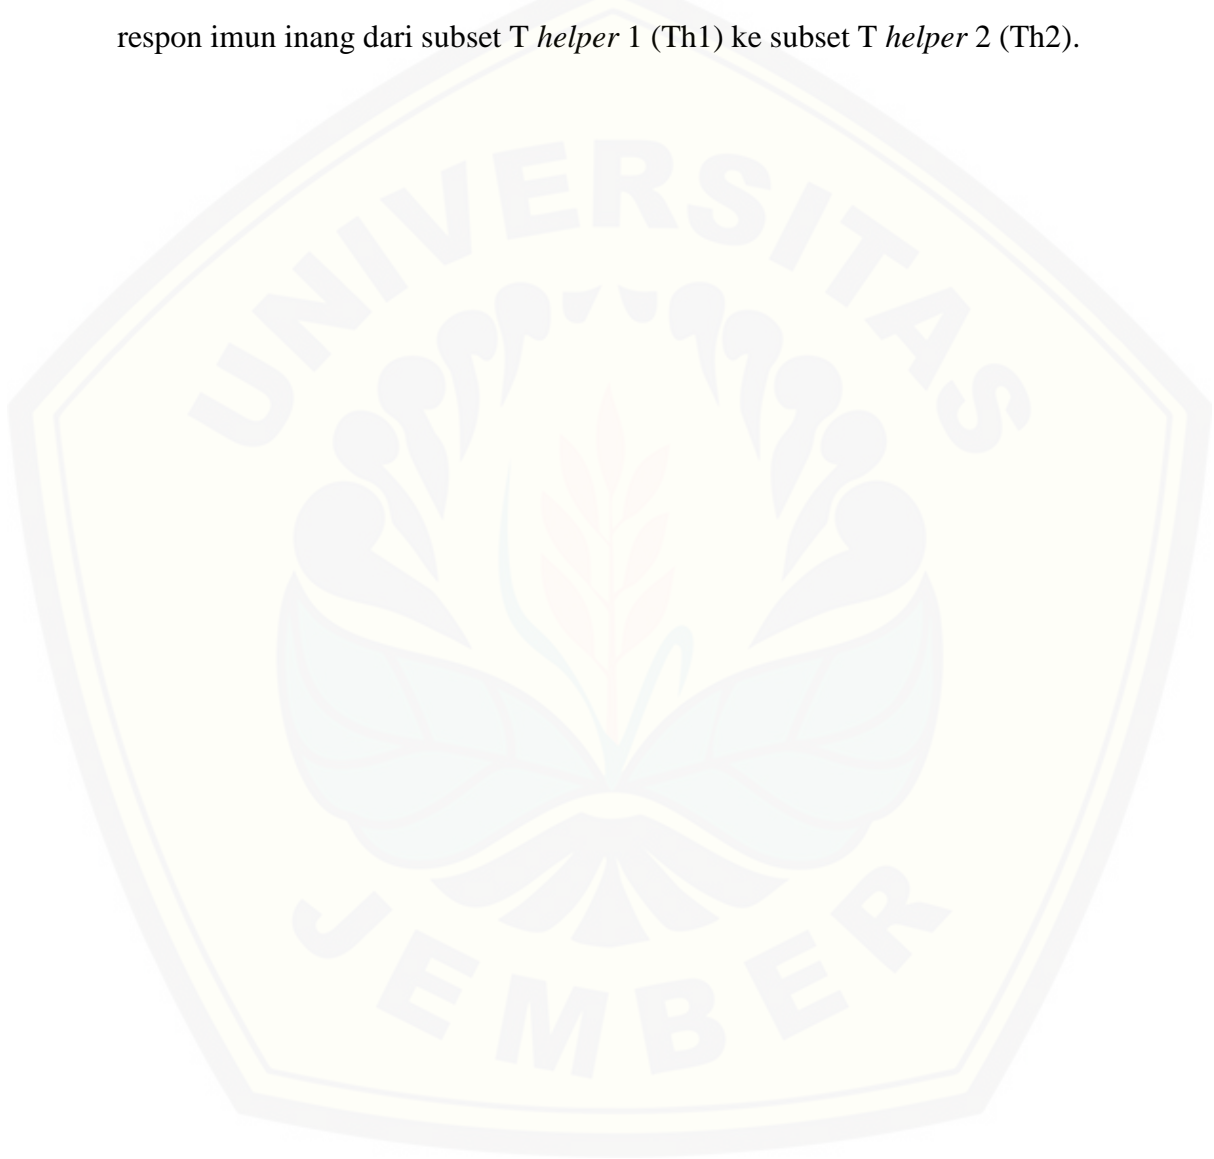 respon imun inang dari subset T helper 1 (Th1) ke subset T helper 2 (Th2).
UNIVERSITAS
JEMBER